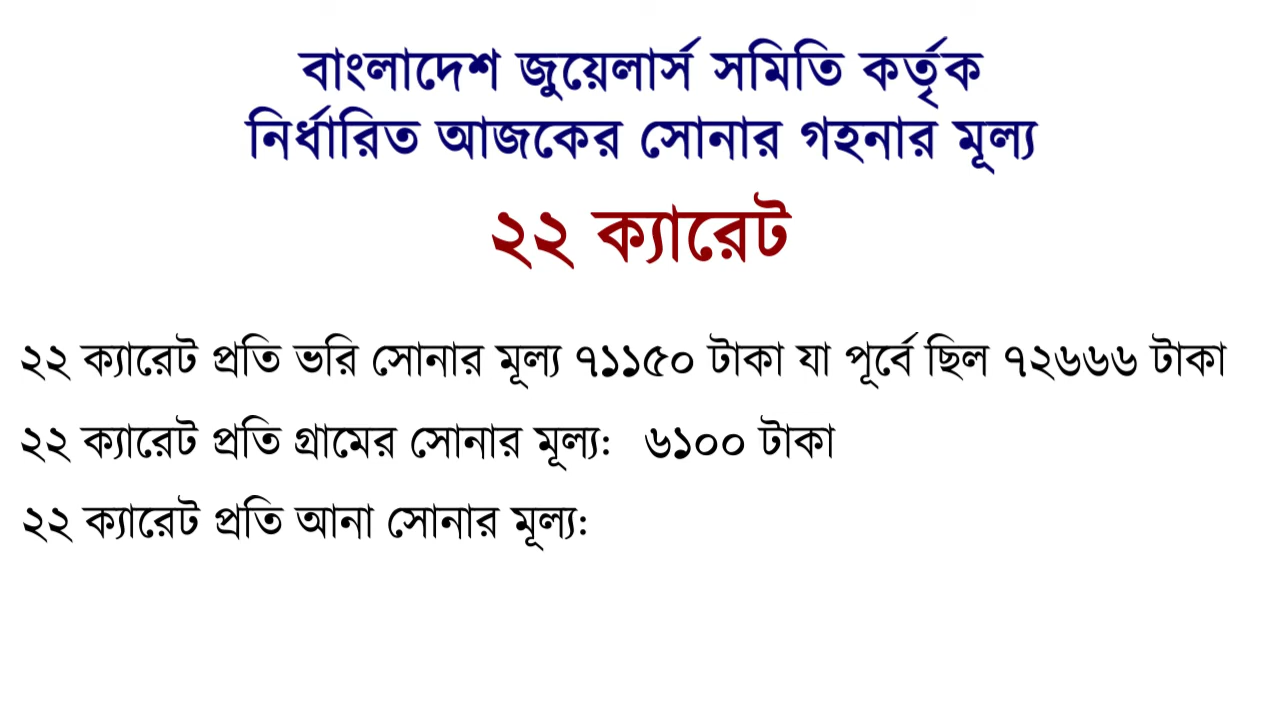 বাংলাদেশ জুয়েলার্স সমিতি কর্তৃক
নির্ধারিত আজকের সোনার গহনার মূল্য
২২ ক্যারেট
২২ ক্যারেট প্রতি ভরি সোনার মূল্য ৭১১৫০ টাকা যা পূর্বে ছিল ৭২৬৬৬ টাকা
২২ ক্যারেট প্রতি গ্রামের সোনার মূল্য: ৬১০০ টাকা
২২ ক্যারেট প্রতি আনা সোনার মূল্য: